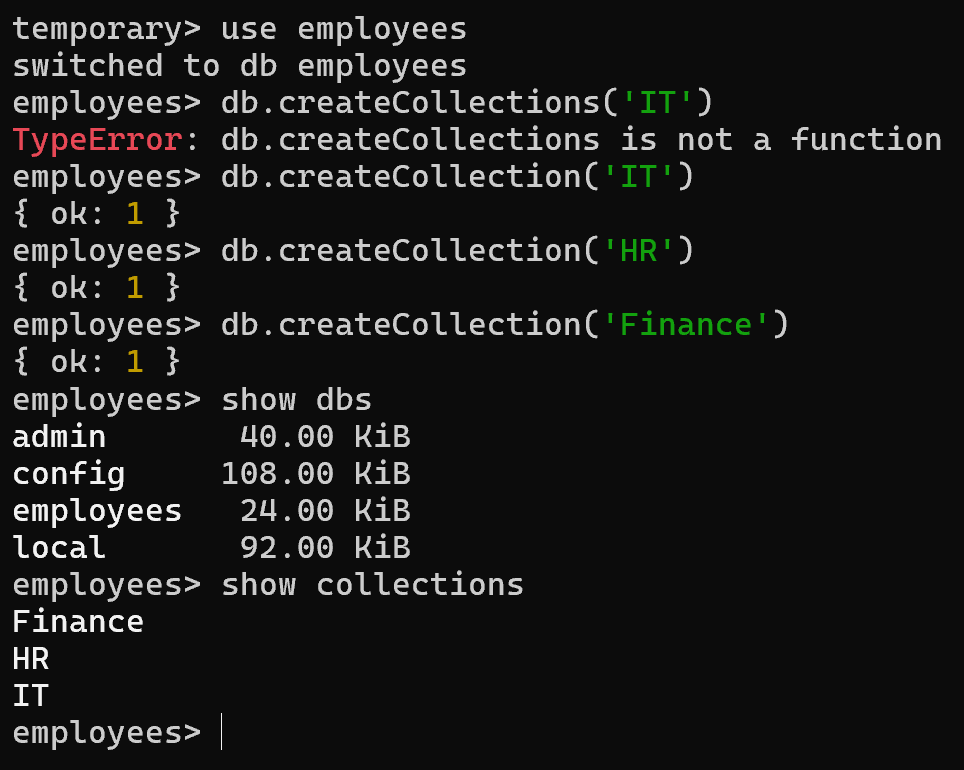 temporary> use employees
switched to db employees
employees> db.createCollections('IT')
TypeError: db.createCollections is not a function
employees> db.createCollection('IT')
{ ok: 1 }
employees> db.createCollection('HR')
{ ok: 1 }
employees> db.createCollection('Finance')
{ ok: 1 }
employees> show dbs
admin       40.00 KiB
config     108.00 KiB
employees   24.00 KiB
local       92.00 KiB
employees> show collections
Finance
HR
IT
employees>